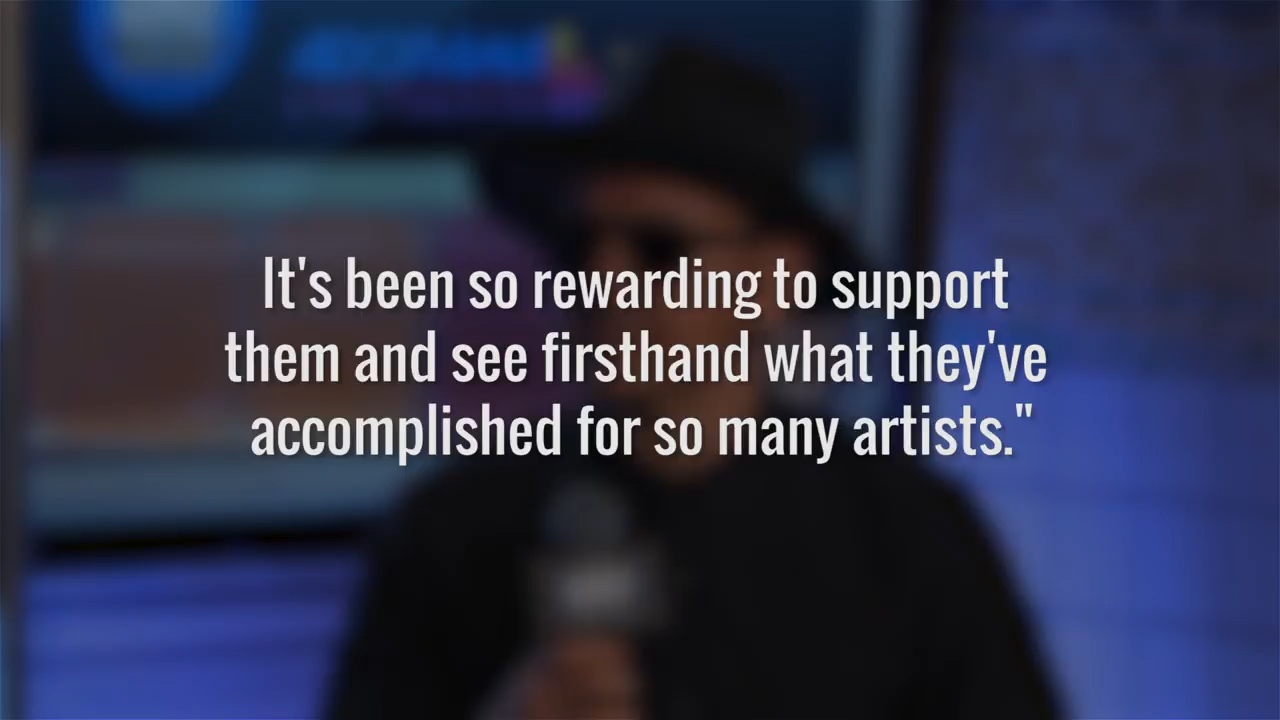 It's been so rewarding to support
them and see firsthand what they've
accomplished for so many artists."